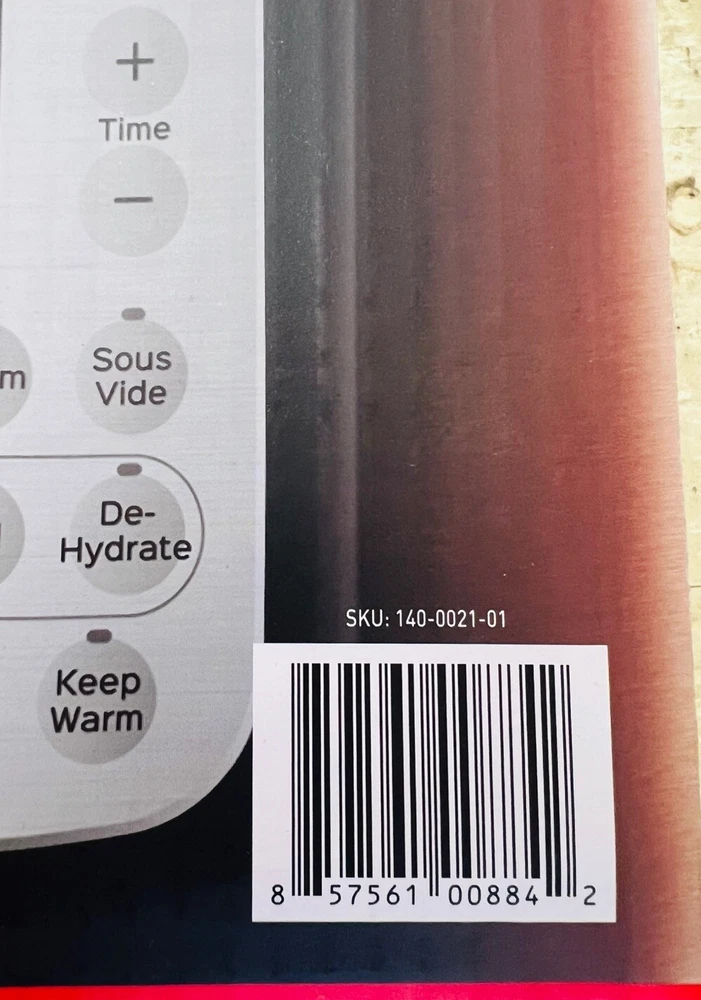 +
Time
−
Sous
Vide
m
De-
Hydrate
Keep
Warm
SKU: 140-0021-01
8 57561 00884 2